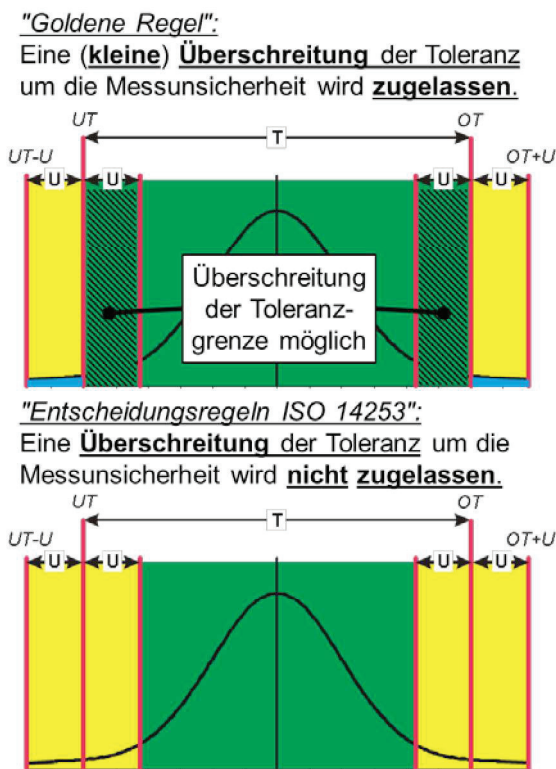 "Goldene Regel":
Eine (kleine) Überschreitung der Toleranz
um die Messunsicherheit wird zugelassen.
UT OT
T
UT-U OT+U
U U U U
Überschreitung
der Toleranz-
grenze möglich
"Entscheidungsregeln ISO 14253":
Eine Überschreitung der Toleranz um die
Messunsicherheit wird nicht zugelassen.
UT OT
T
UT-U OT+U
U U U U